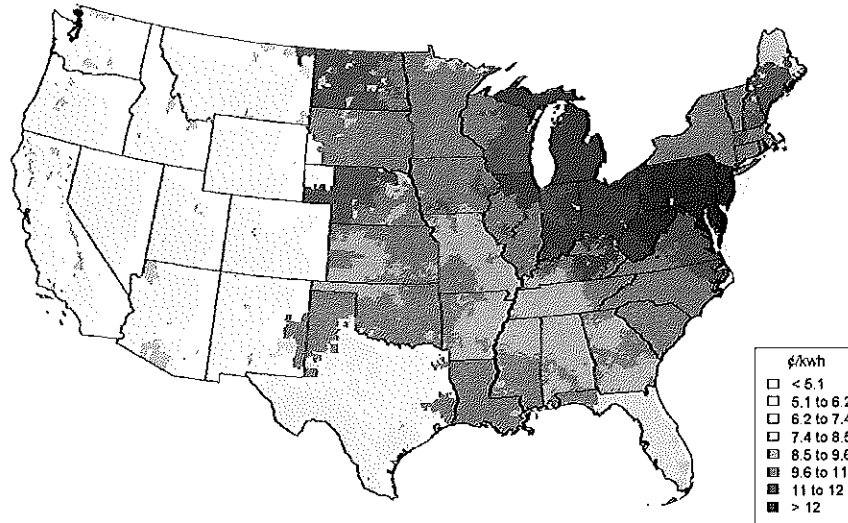 ¢/kwh
< 5.1
5.1 to 6.2
6.2 to 7.4
7.4 to 8.5
8.5 to 9.6
9.6 to 11
11 to 12
> 12